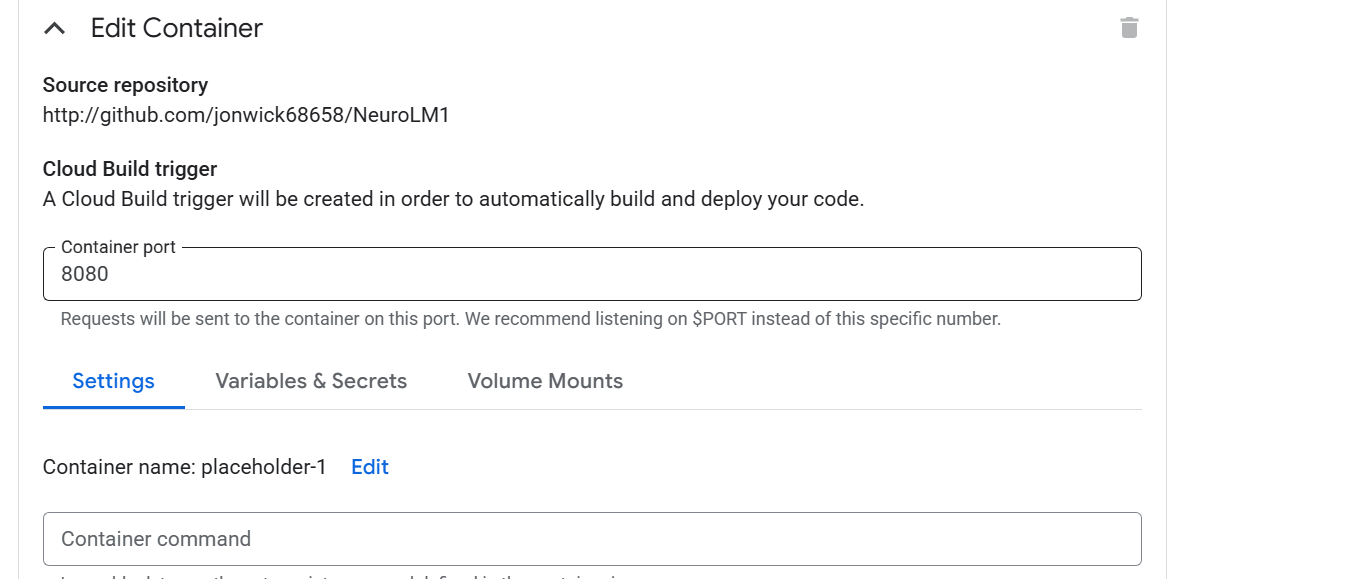 Edit Container
Source repository
http://github.com/jonwick68658/NeuroLM1
Cloud Build trigger
A Cloud Build trigger will be created in order to automatically build and deploy your code.
Container port
8080
Requests will be sent to the container on this port. We recommend listening on $PORT instead of this specific number.
Settings Variables & Secrets Volume Mounts
Container name: placeholder-1 Edit
Container command